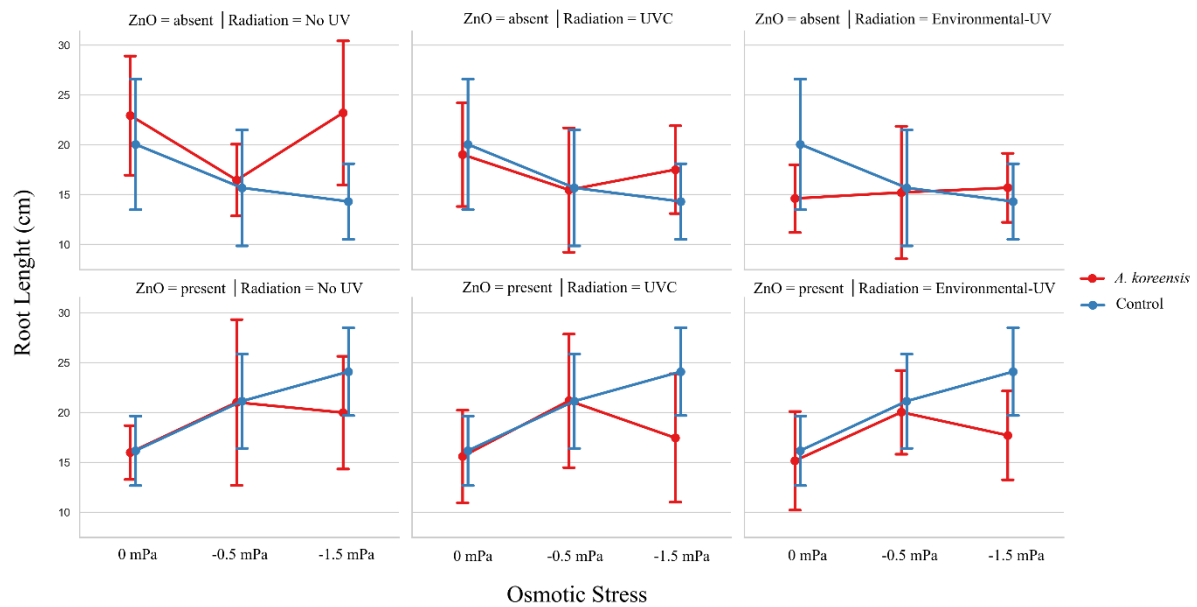 ZnO = absent | Radiation = No UV
ZnO = absent | Radiation = UVC
ZnO = absent | Radiation = Environmental-UV
30
25
20
15
10
ZnO = present | Radiation = No UV
ZnO = present | Radiation = UVC
ZnO = present | Radiation = Environmental-UV
30
25
20
15
10
Root Lenght (cm)
A. koreensis
Control
0 mPa
-0.5 mPa
-1.5 mPa
0 mPa
-0.5 mPa
-1.5 mPa
0 mPa
-0.5 mPa
-1.5 mPa
Osmotic Stress